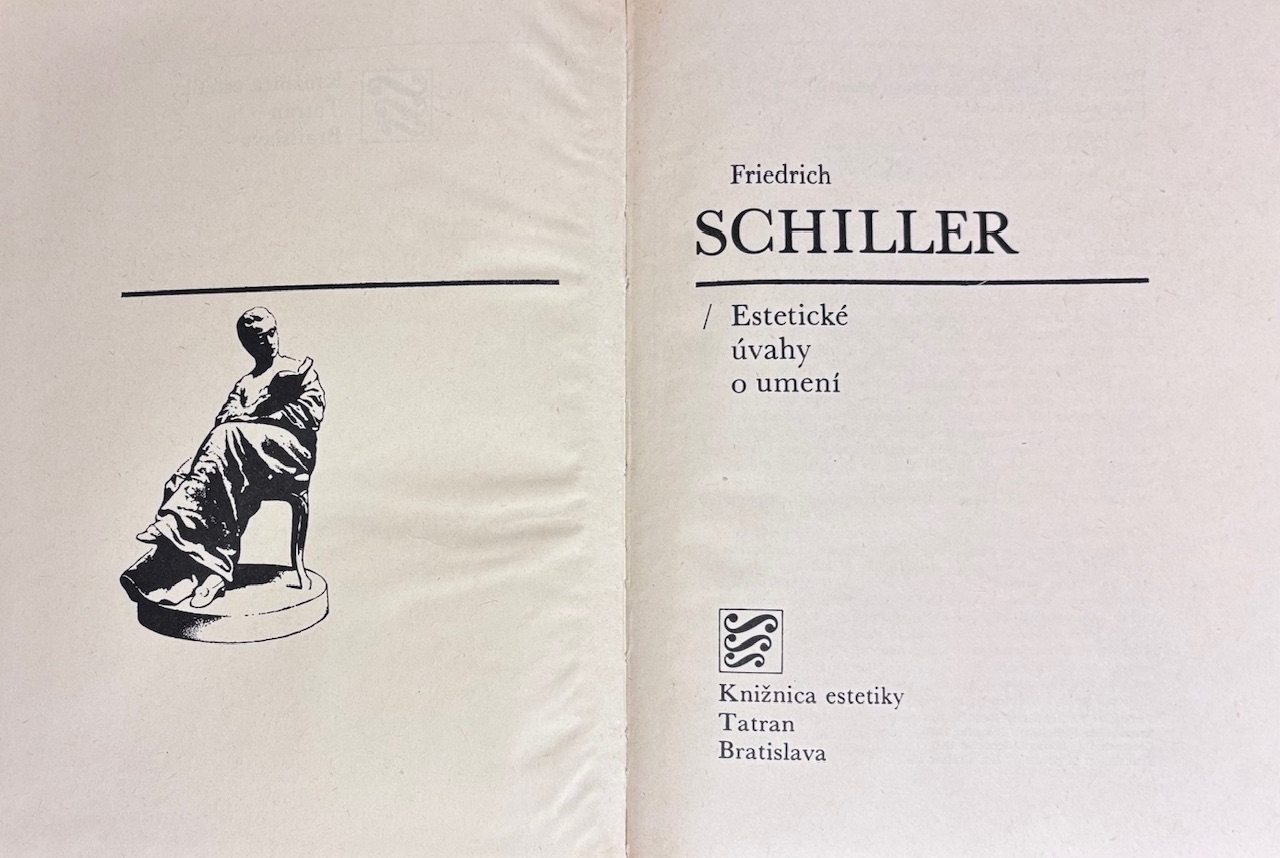 Friedrich
SCHILLER
/ Estetické
úvahy
o umení
Knižnica estetiky
Tatran
Bratislava